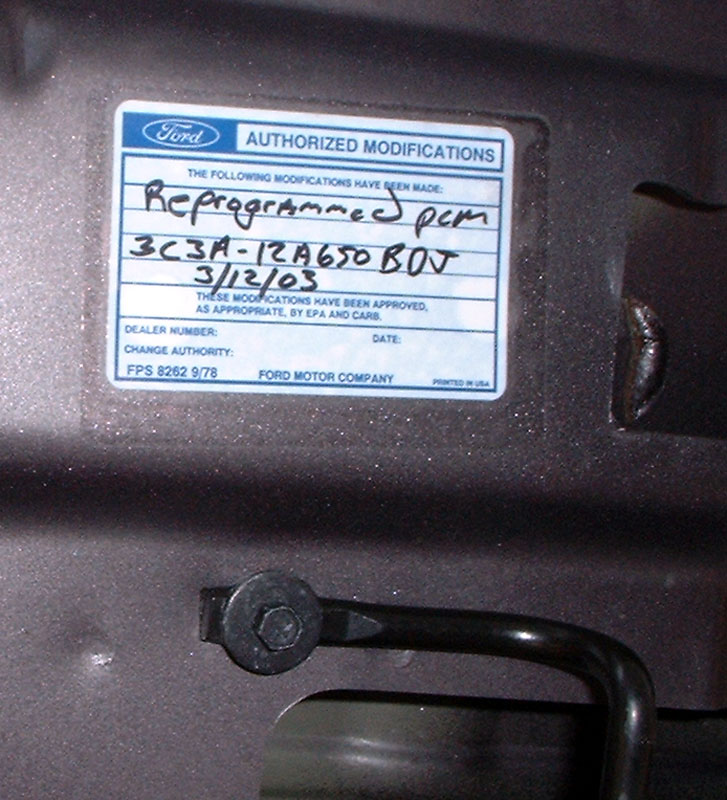 Ford AUTHORIZED MODIFICATIONS
THE FOLLOWING MODIFICATIONS HAVE BEEN MADE:
Reprogrammed pcm
3C3A-12A650 BDJ
3/12/03
THESE MODIFICATIONS HAVE BEEN APPROVED,
AS APPROPRIATE, BY EPA AND CARB.
DEALER NUMBER: DATE:
CHANGE AUTHORITY:
FPS 8262 9/78 FORD MOTOR COMPANY PRINTED IN USA